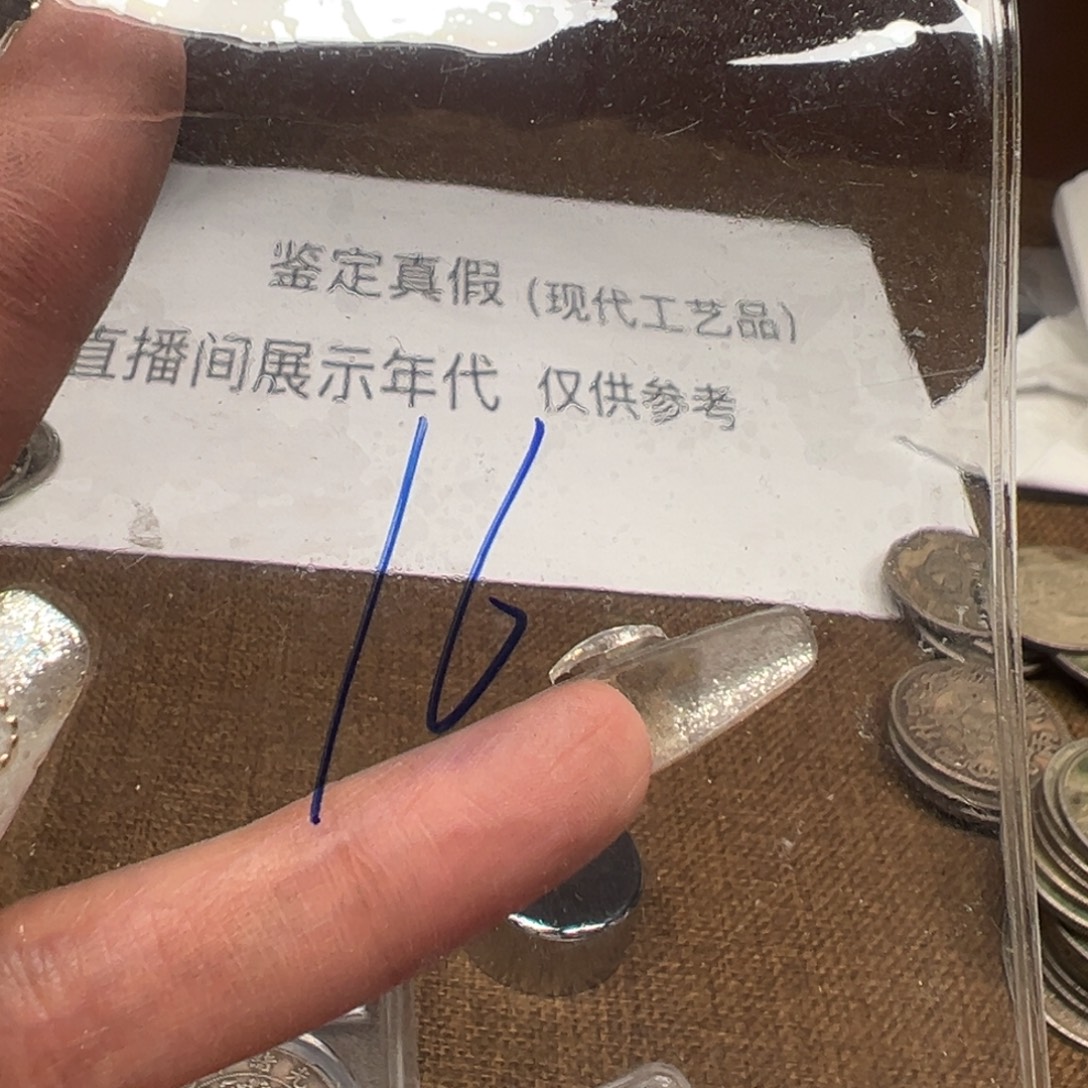 鉴定真假（现代工艺品）
直播间展示年代 仅供参考
16